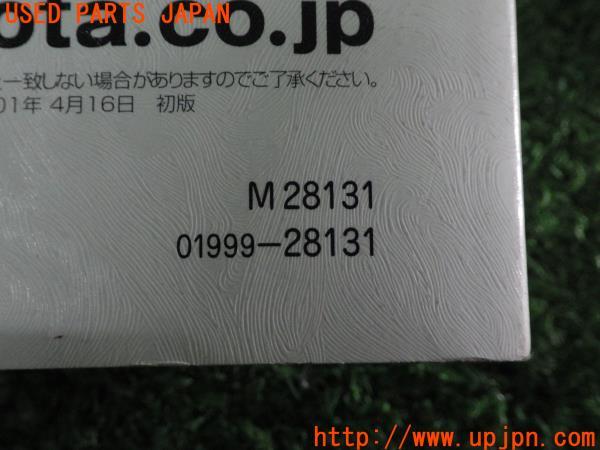 USED PARTS JAPAN
ota.co.jp
一致しない場合がありますのでご了承ください。
01年 4月16日 初版
M 28131
01999-28131
http://www.upjpn.com/